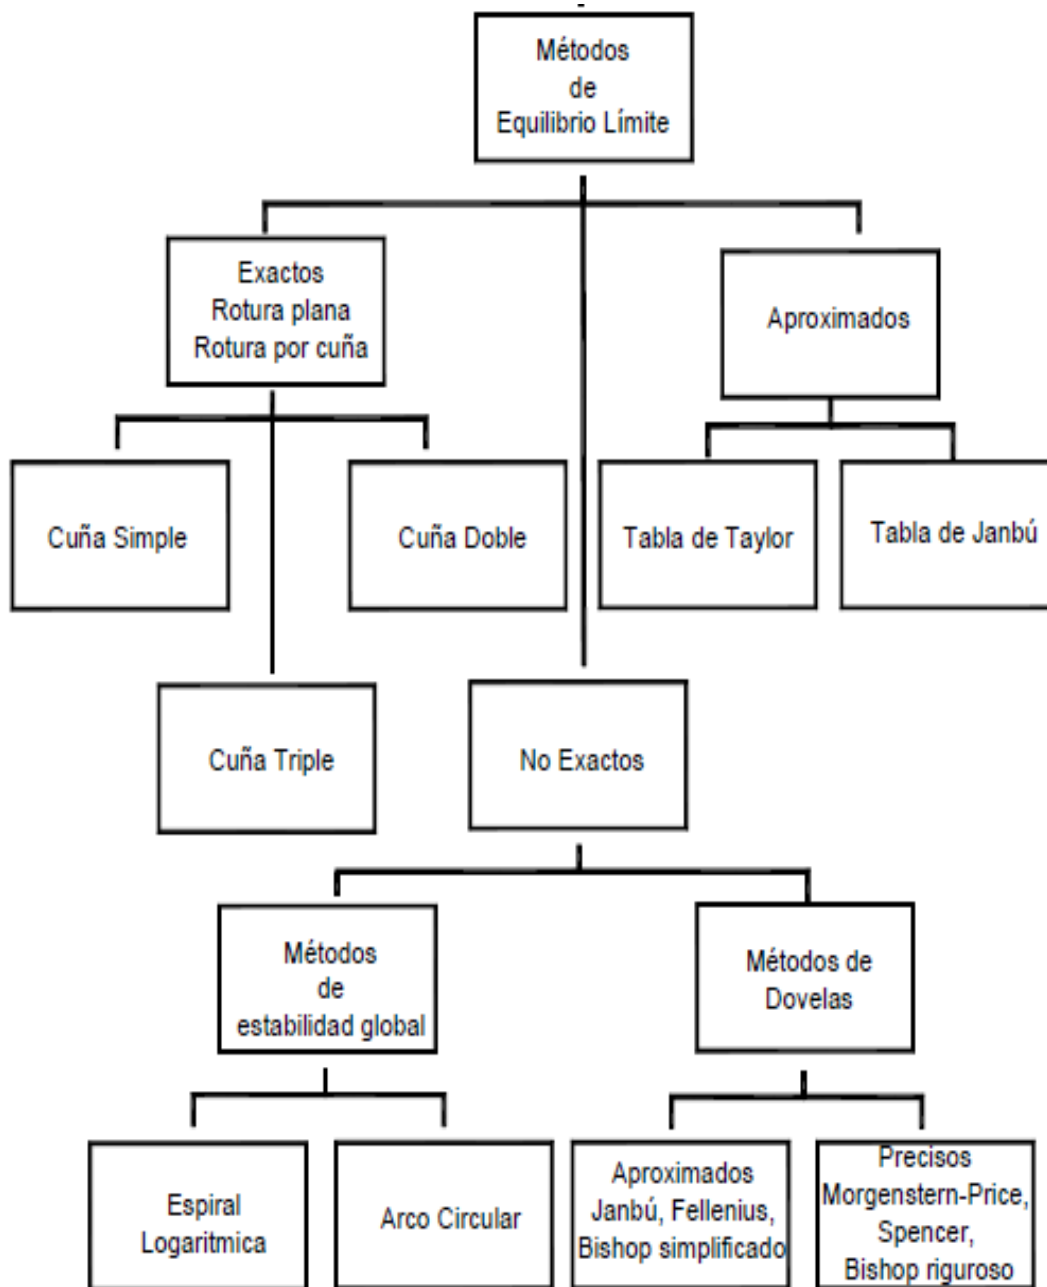 Métodos
de
Equilibrio Límite
Exactos
Rotura plana
Rotura por cuña
Aproximados
Cuña Simple
Cuña Doble
Tabla de Taylor
Tabla de Janbú
Cuña Triple
No Exactos
Métodos
de
estabilidad global
Métodos de
Dovelas
Espiral
Logaritmica
Arco Circular
Aproximados
Janbú, Fellenius,
Bishop simplificado
Precisos
Morgenstern-Price,
Spencer,
Bishop riguroso